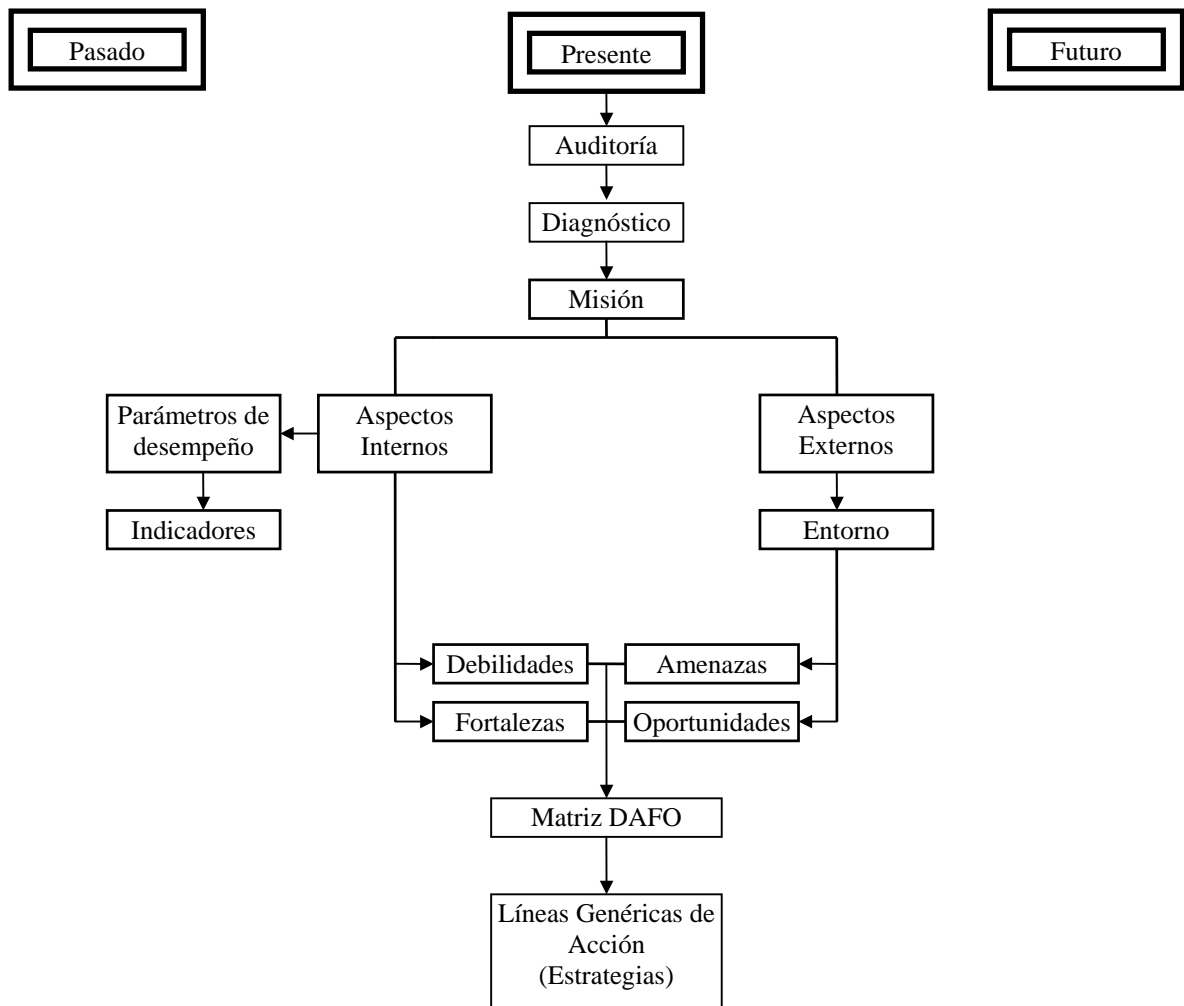 Pasado
Presente
Futuro
Auditoría
Diagnóstico
Misión
Parámetros de
desempeño
Aspectos
Internos
Aspectos
Externos
Indicadores
Entorno
Debilidades
Amenazas
Fortalezas
Oportunidades
Matriz DAFO
Líneas Genéricas de
Acción
(Estrategias)